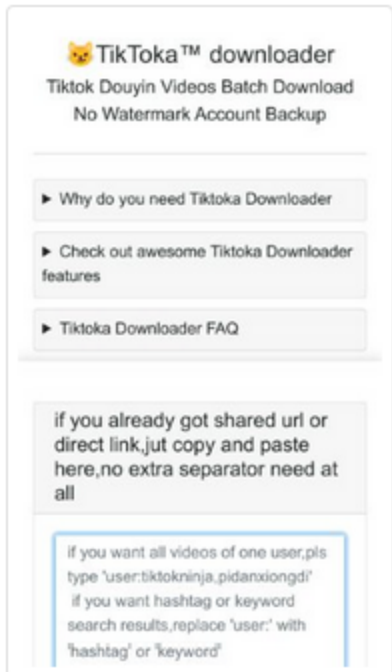 😼TikToka™ downloader
Tiktok Douyin Videos Batch Download
No Watermark Account Backup
▶ Why do you need Tiktoka Downloader
▶ Check out awesome Tiktoka Downloader
features
▶ Tiktoka Downloader FAQ
if you already got shared url or
direct link,jut copy and paste
here,no extra separator need at
all
if you want all videos of one user,pls
type 'user:tiktokninja,pidanxiongdi'
if you want hashtag or keyword
search results,replace 'user:' with
'hashtag' or 'keyword'